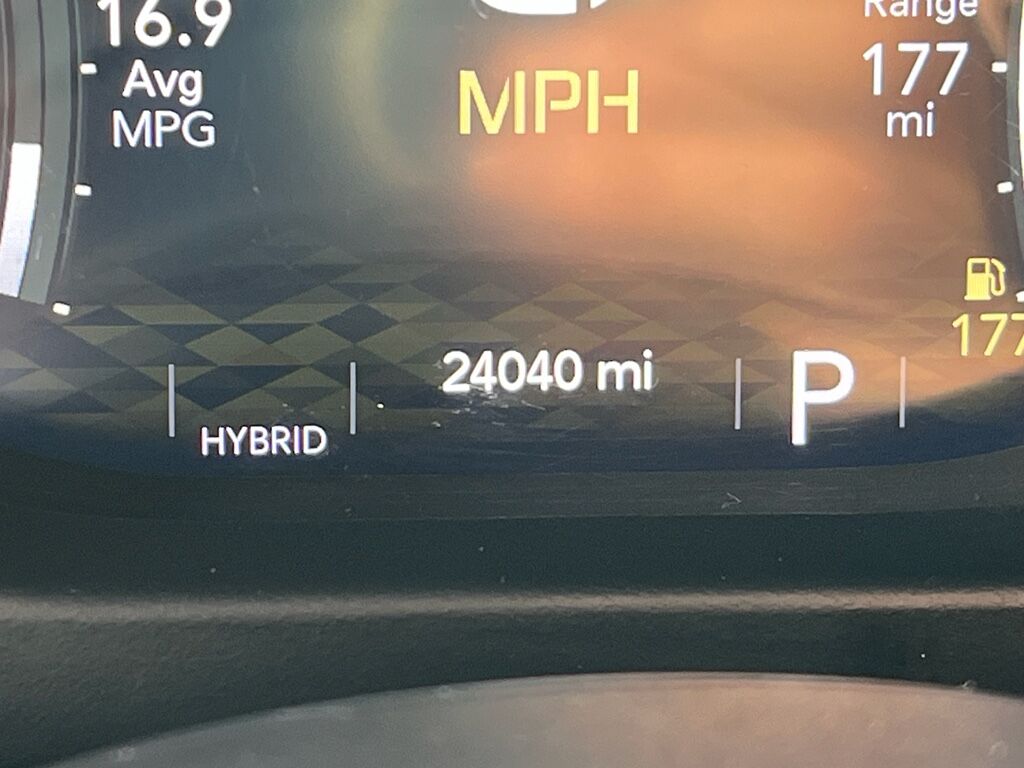 16.9
Avg
MPG
MPH
Range
177
mi
177
24040 mi
P
HYBRID